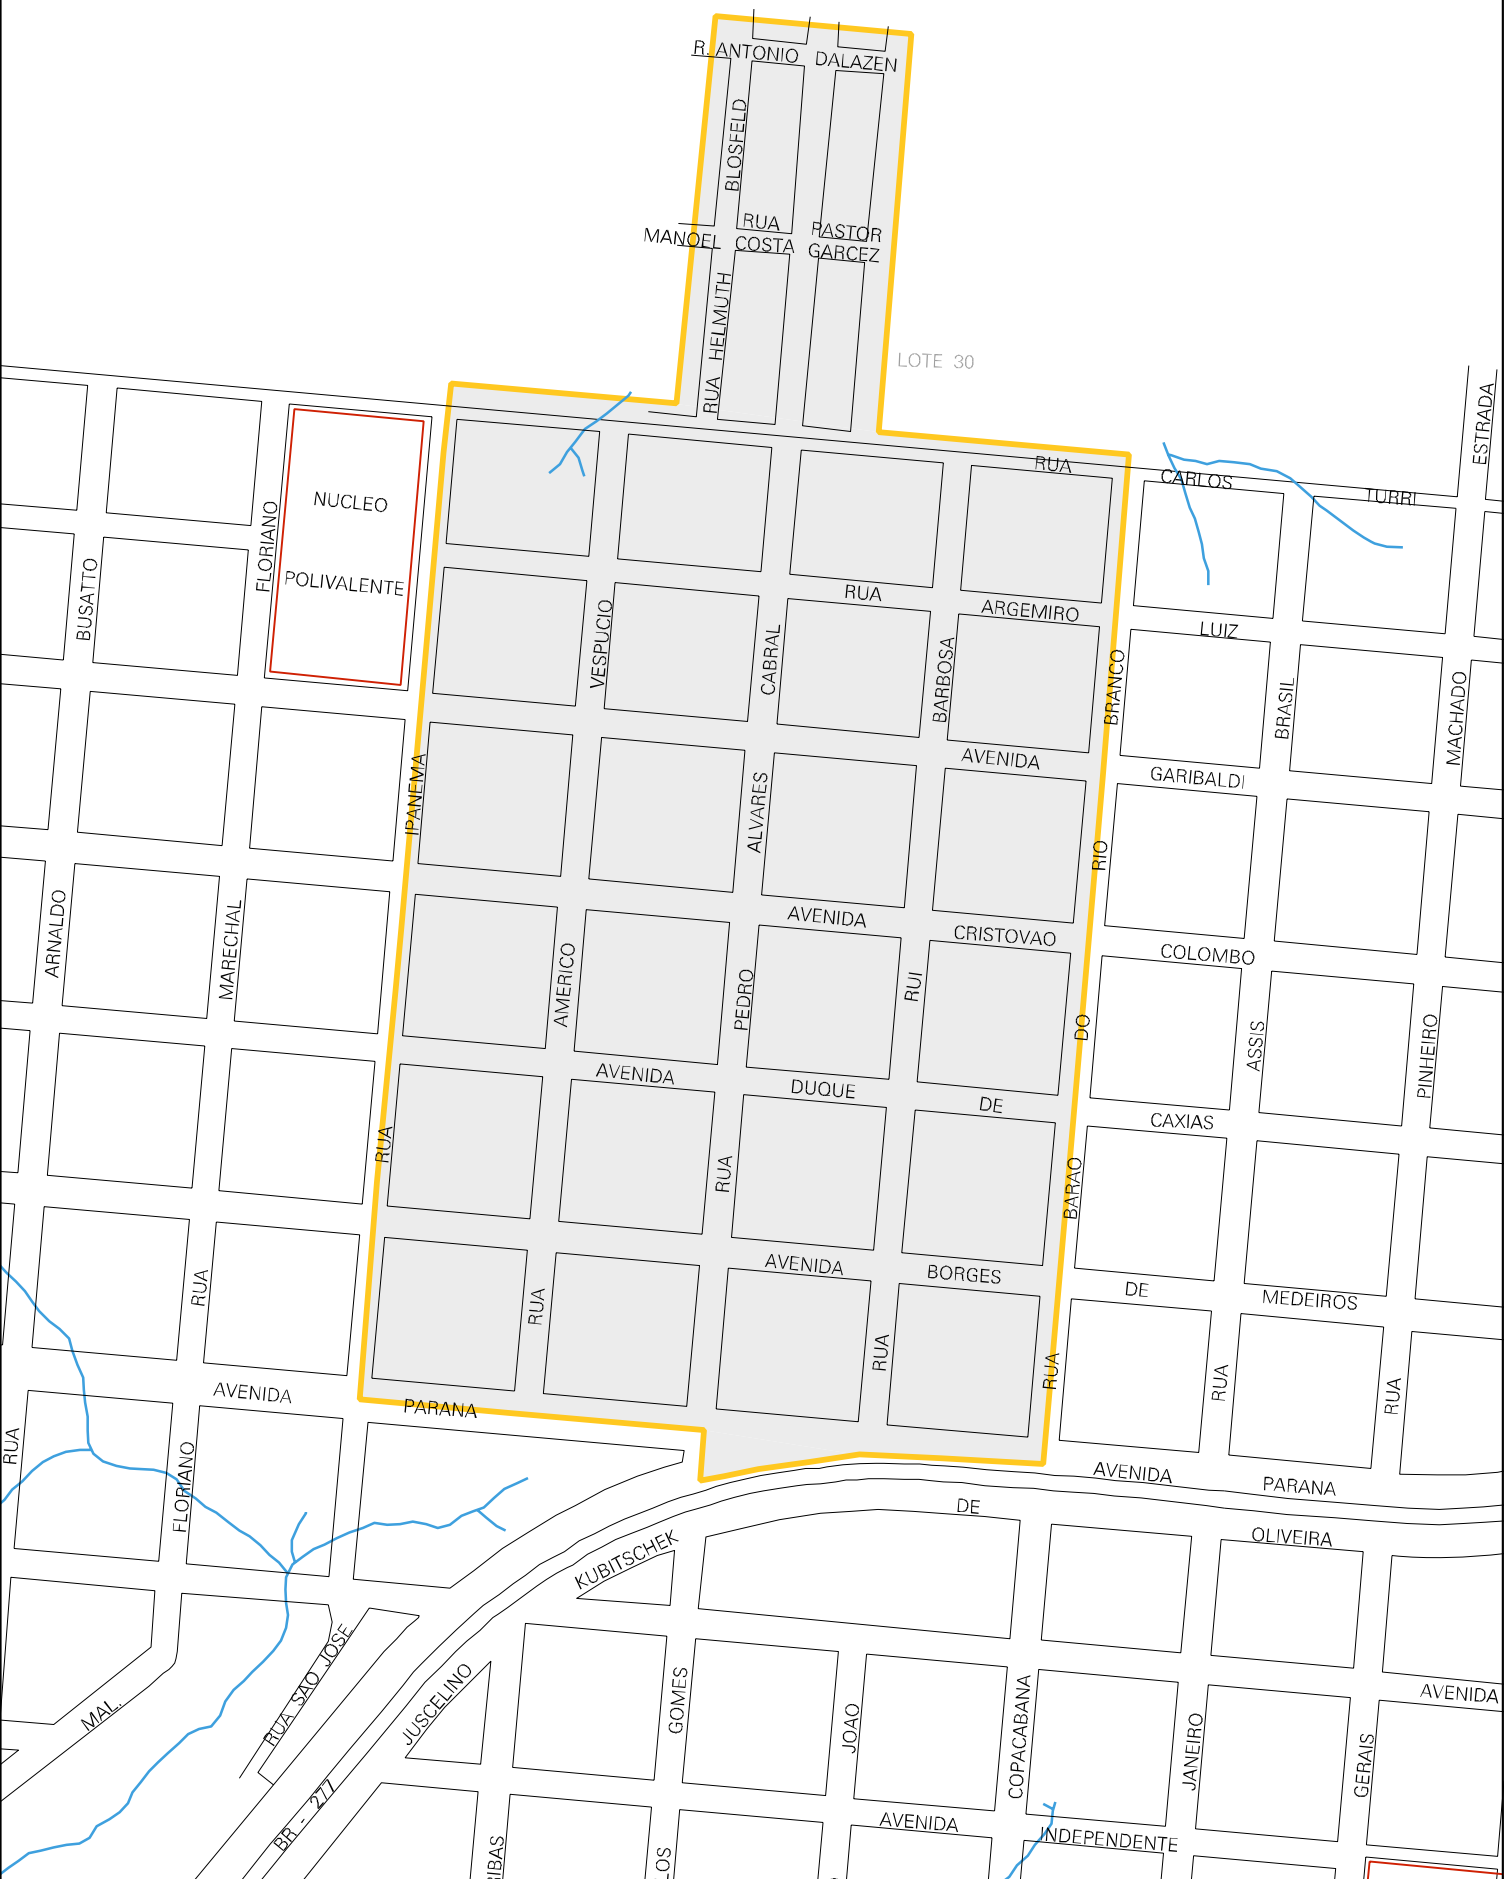 R. ANTONIO DALAZEN
BLOSFELD
RUA PASTOR
MANOEL COSTA GARCEZ
RUA HELMUTH
LOTE 30
ESTRADA
RUA CARLOS TURRI
NUCLEO
POLIVALENTE
FLORIANO
BUSATTO
VESPUCIO
CABRAL
BARBOSA
BRANCO
BRASIL
MACHADO
RUA ARGEMIRO LUIZ
AVENIDA GARIBALDI
IPANEMA
ALVARES
RIO
AVENIDA CRISTOVAO COLOMBO
ARNALDO
MARECHAL
AMERICO
PEDRO
RUI
DO
ASSIS
PINHEIRO
AVENIDA DUQUE DE CAXIAS
RUA
RUA
BARAO
AVENIDA BORGES DE MEDEIROS
RUA
RUA
RUA
RUA
RUA
RUA
AVENIDA PARANA
RUA
FLORIANO
AVENIDA PARANA
DE OLIVEIRA
KUBITSCHEK
JUSCELINO
RUA SAO JOSE
MAL.
BR - 277
GOMES
JOAO
COPACABANA
JANEIRO
GERAIS
AVENIDA
AVENIDA INDEPENDENTE
IBAS
LOS